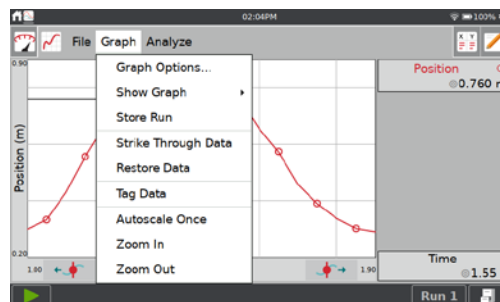 02:04PM 100%
File Graph Analyze X Y
Graph Options...
Show Graph
Store Run
Strike Through Data
Restore Data
Tag Data
Autoscale Once
Zoom In
Zoom Out
0.90
Position (m)
0.20
1.00
1.90
Position
0.760
Time
1.55
Run 1